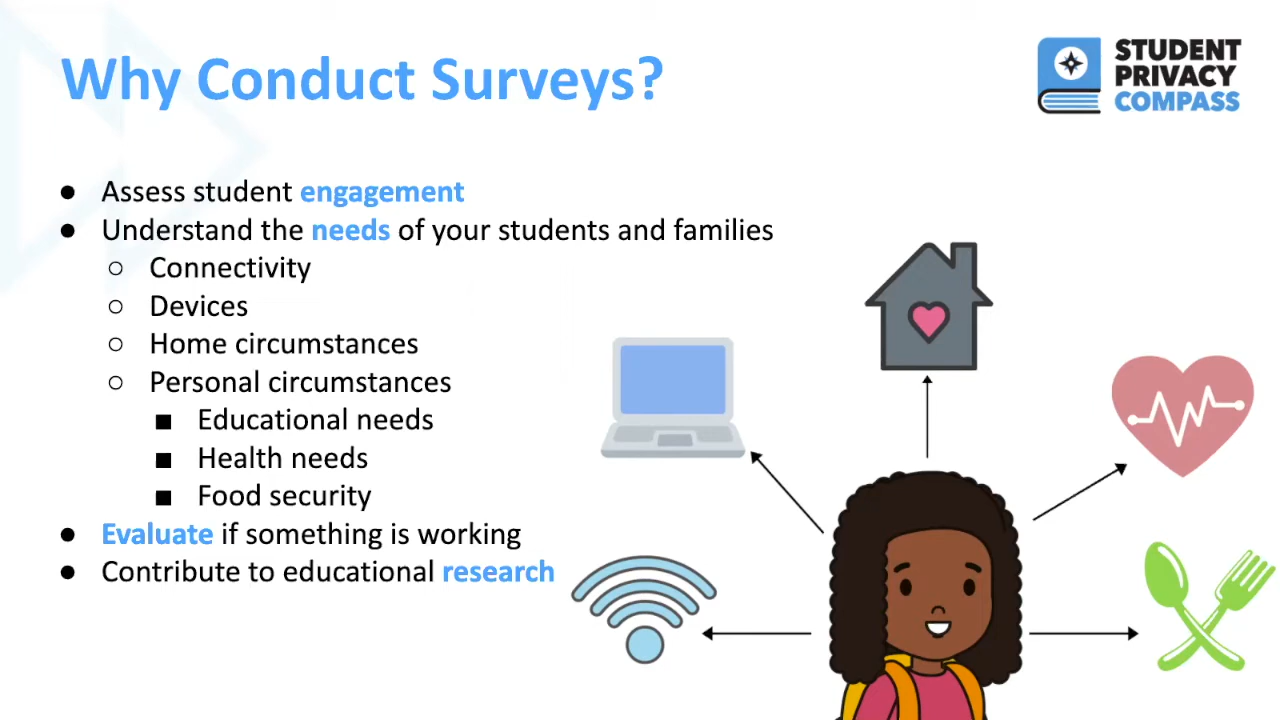 Why Conduct Surveys?
STUDENT
PRIVACY
COMPASS
● Assess student engagement
● Understand the needs of your students and families
○ Connectivity
○ Devices
○ Home circumstances
○ Personal circumstances
■ Educational needs
■ Health needs
■ Food security
● Evaluate if something is working
● Contribute to educational research